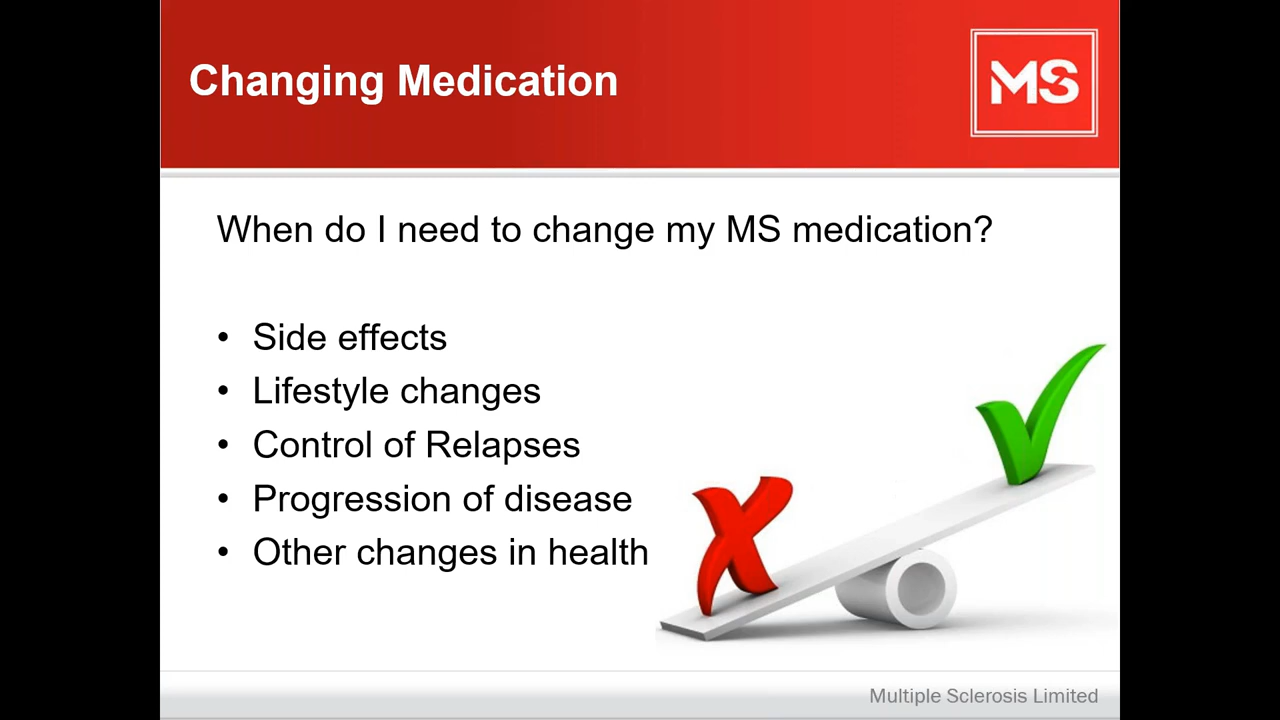 Changing Medication
MS
When do I need to change my MS medication?
• Side effects
• Lifestyle changes
• Control of Relapses
• Progression of disease
• Other changes in health
Multiple Sclerosis Limited